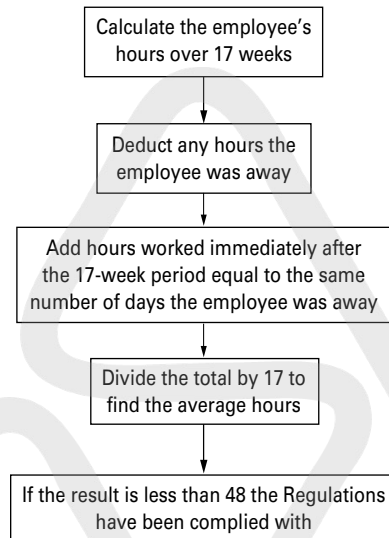 Calculate the employee's
hours over 17 weeks
Deduct any hours the
employee was away
Add hours worked immediately after
the 17-week period equal to the same
number of days the employee was away
Divide the total by 17 to
find the average hours
If the result is less than 48 the Regulations
have been complied with